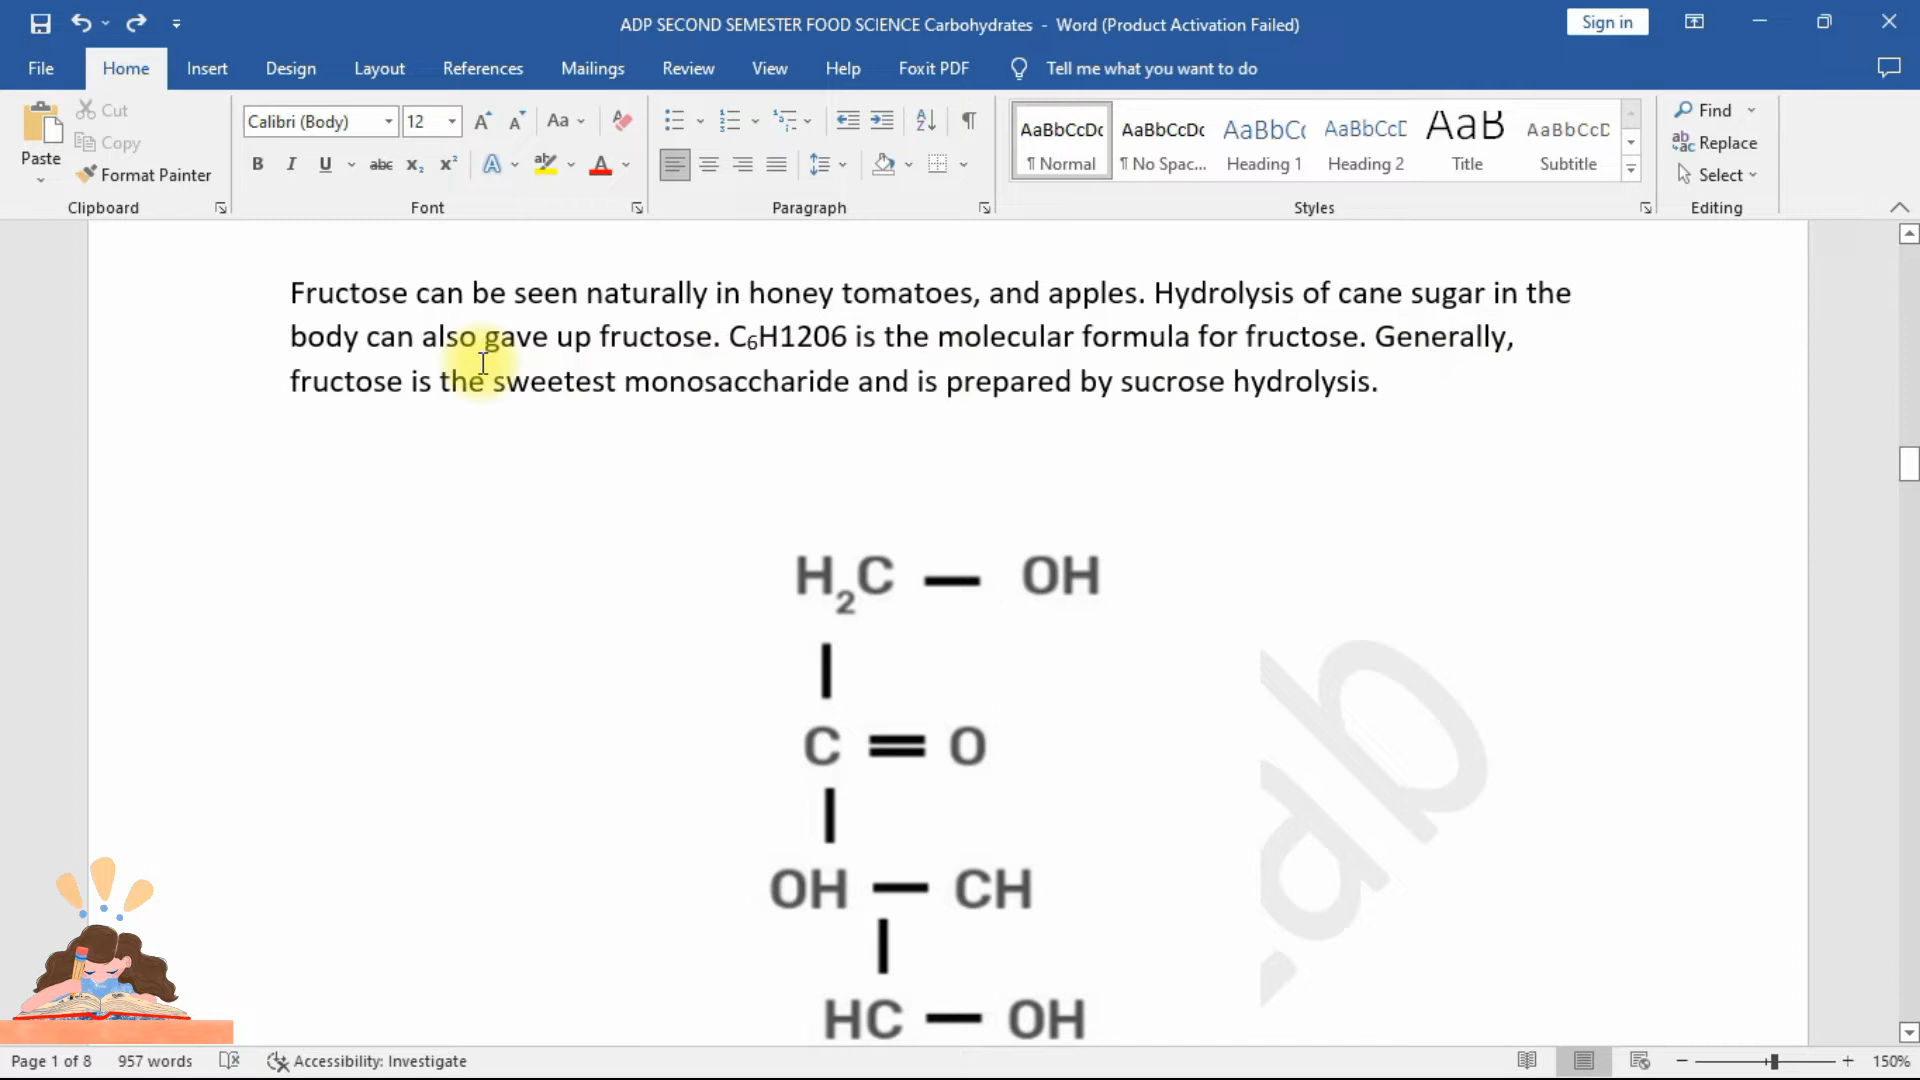 ADP SECOND SEMESTER FOOD SCIENCE Carbohydrates - Word (Product Activation Failed)
Sign in
File Home Insert Design Layout References Mailings Review View Help Foxit PDF Tell me what you want to do
Paste
Cut
Copy
Format Painter
Clipboard
Calibri (Body) 12
Font
Paragraph
AaBbCcDc AaBbCcDc AaBbCc AaBbCcD AaB AaBbCcD
¶ Normal ¶ No Spac... Heading 1 Heading 2 Title Subtitle
Styles
Find
Replace
Select
Editing
Fructose can be seen naturally in honey tomatoes, and apples. Hydrolysis of cane sugar in the
body can also gave up fructose. C₆H1206 is the molecular formula for fructose. Generally,
fructose is the sweetest monosaccharide and is prepared by sucrose hydrolysis.
H₂C — OH
C = O
OH — CH
HC — OH
db
Page 1 of 8 957 words Accessibility: Investigate 150%